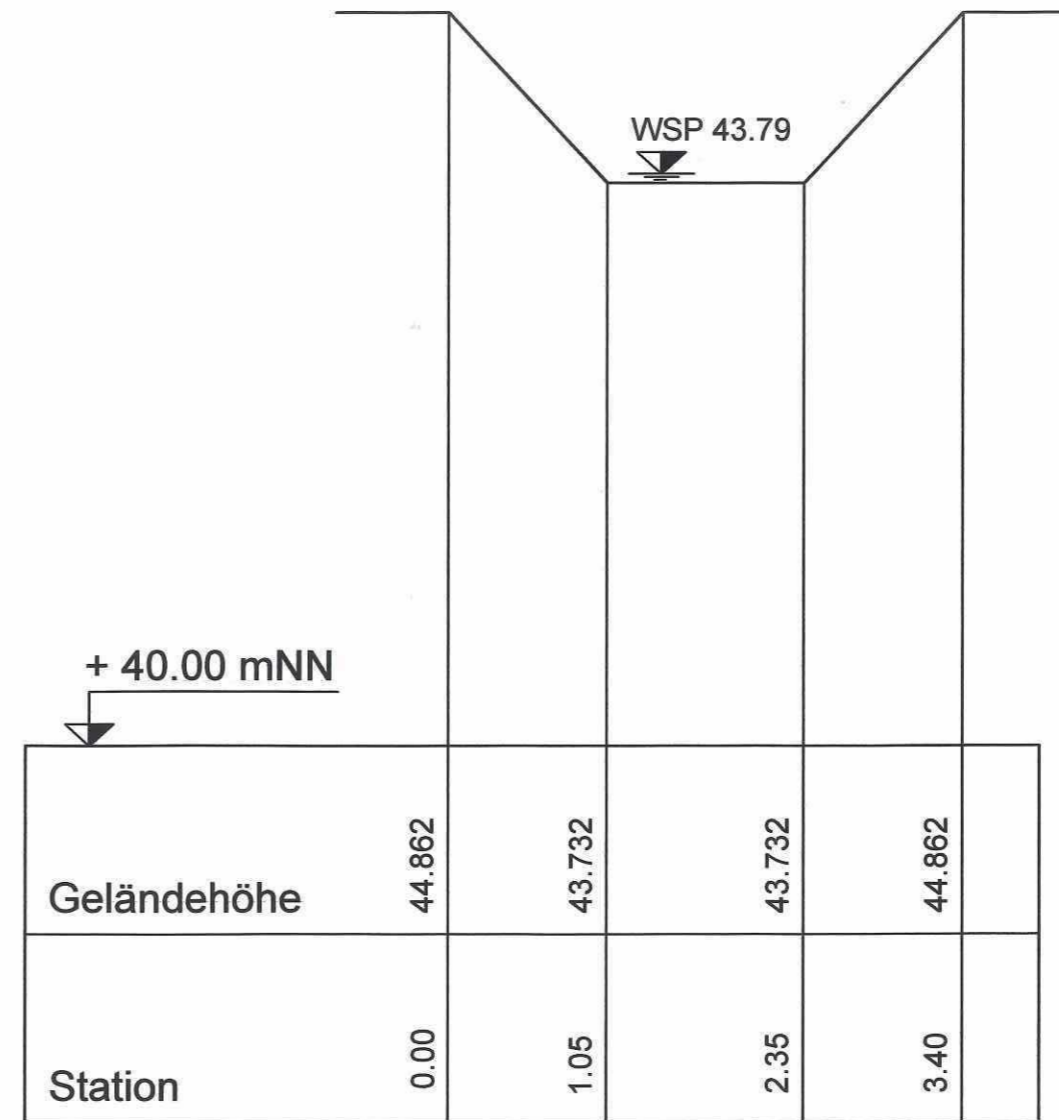 WSP 43.79
+ 40.00 mNN
Geländehöhe 44.862 43.732 43.732 44.862
Station 0.00 1.05 2.35 3.40